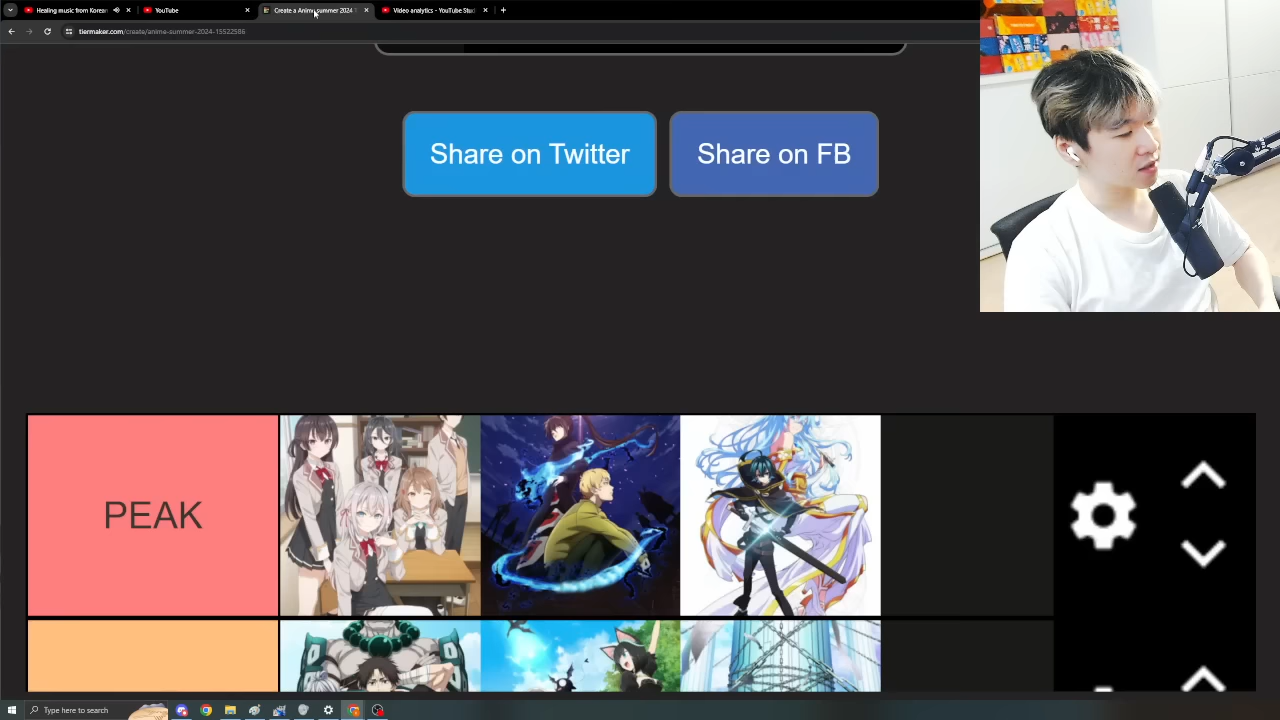 Healing music from Korean
YouTube
Create a Anime summer 2024 T
Video analytics - YouTube Stud
tiermaker.com/create/anime-summer-2024-15522586
Share on Twitter
Share on FB
PEAK
Type here to search